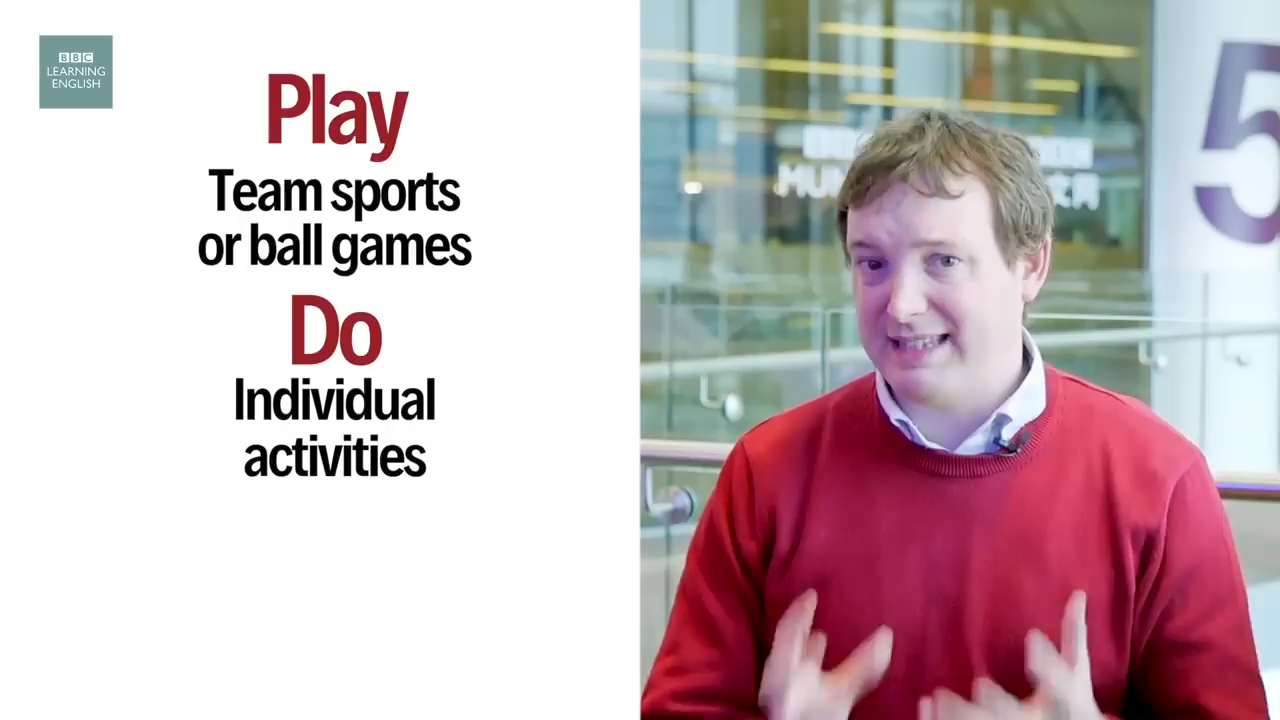 BBC
LEARNING
ENGLISH
Play
Team sports
or ball games
Do
Individual
activities
5